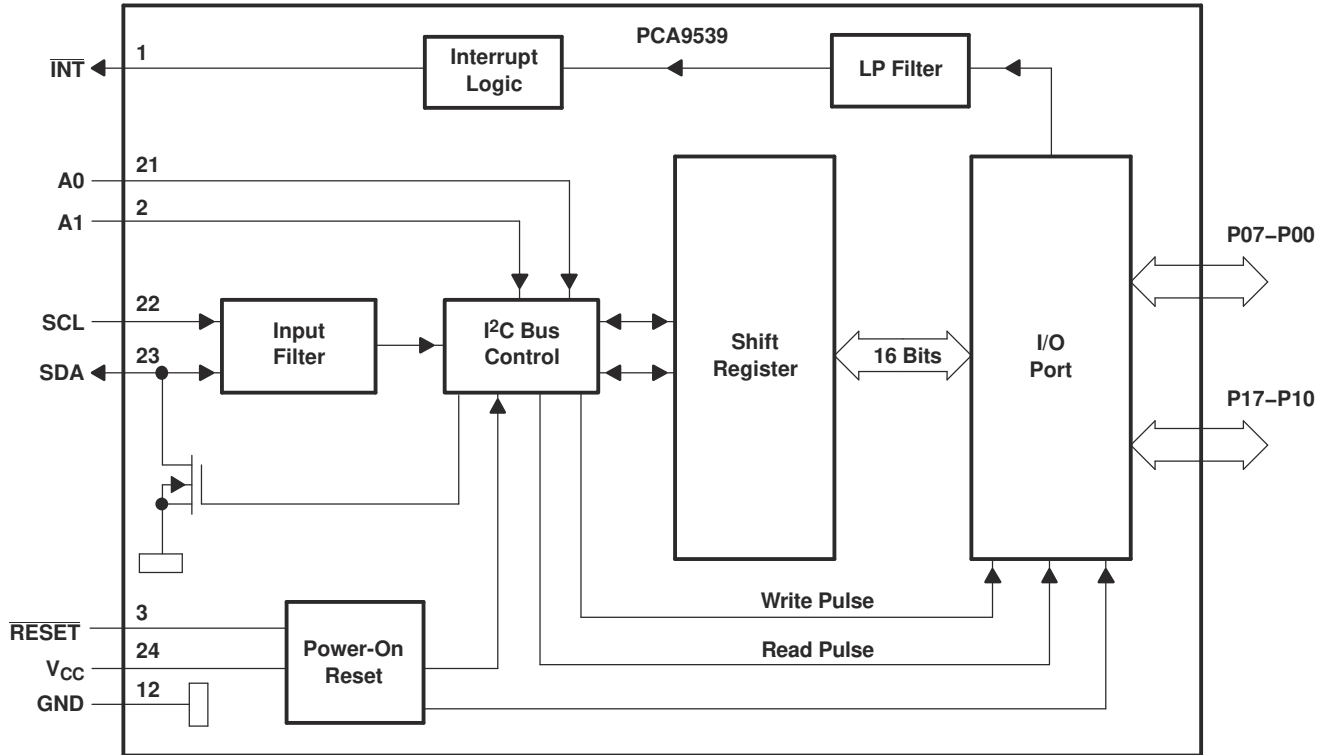 PCA9539
INT
1
Interrupt
Logic
LP Filter
A0
21
A1
2
P07–P00
SCL
22
SDA
23
Input
Filter
I²C Bus
Control
Shift
Register
16 Bits
I/O
Port
P17–P10
Write Pulse
Read Pulse
RESET
3
VCC
24
GND
12
Power-On
Reset